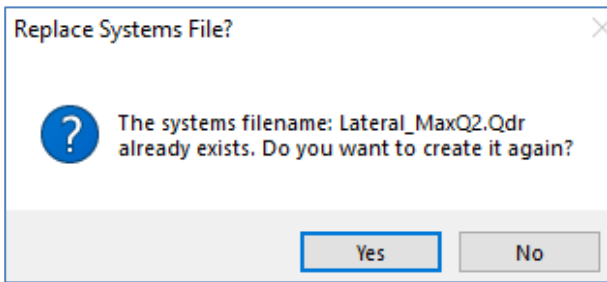 Replace Systems File?
The systems filename: Lateral_MaxQ2.Qdr
already exists. Do you want to create it again?
Yes
No